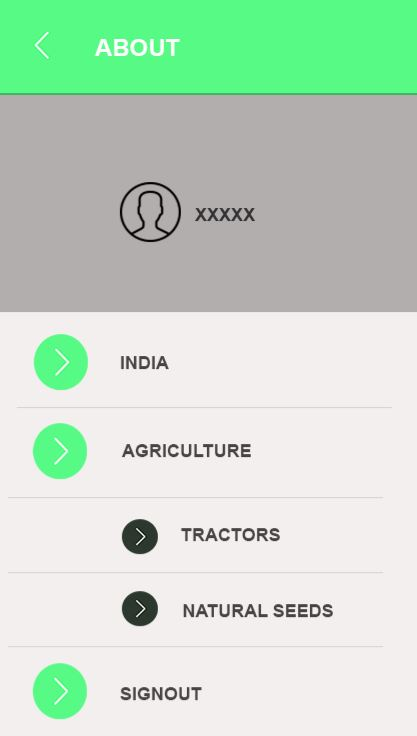 ABOUT
XXXXX
INDIA
AGRICULTURE
TRACTORS
NATURAL SEEDS
SIGNOUT